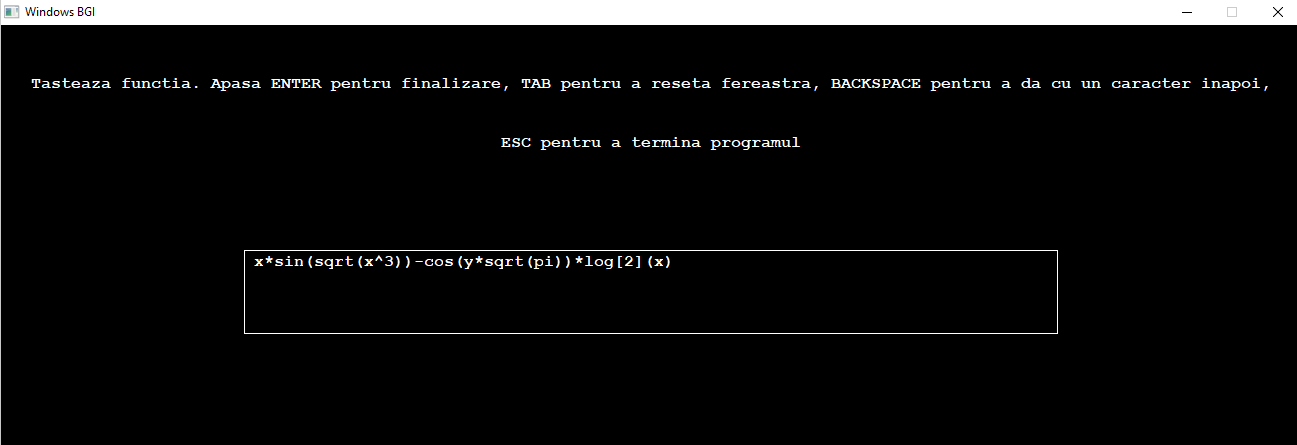 Windows BGI
Tasteaza functia. Apasa ENTER pentru finalizare, TAB pentru a reseta fereastra, BACKSPACE pentru a da cu un caracter inapoi,
ESC pentru a termina programul
x*sin(sqrt(x^3))-cos(y*sqrt(pi))*log[2](x)